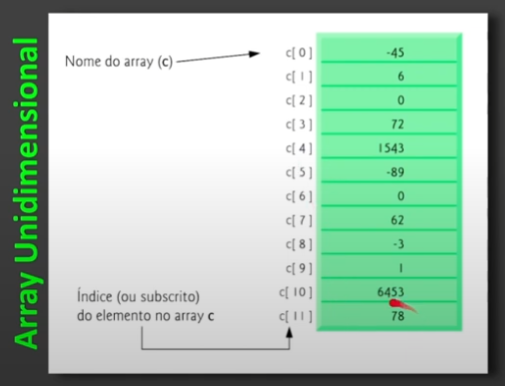 Array Unidimensional
Nome do array (c)
c[ 0 ] -45
c[ 1 ] 6
c[ 2 ] 0
c[ 3 ] 72
c[ 4 ] 1543
c[ 5 ] -89
c[ 6 ] 0
c[ 7 ] 62
c[ 8 ] -3
c[ 9 ] 1
c[ 10 ] 6453
c[ 11 ] 78
Índice (ou subscrito)
do elemento no array c